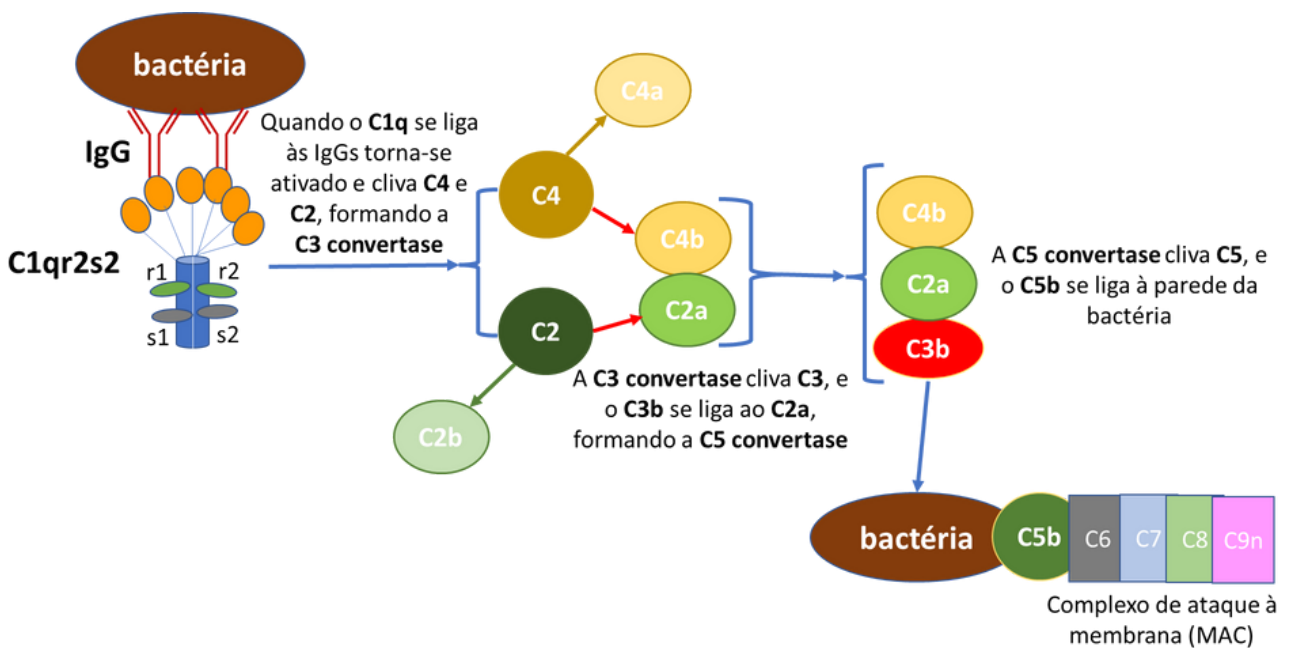 bactéria
IgG
C1qr2s2
r1
r2
s1
s2
Quando o C1q se liga
às IgGs torna-se
ativado e cliva C4 e
C2, formando a
C3 convertase
C4a
C4
C4b
C2
C2a
C2b
A C3 convertase cliva C3, e
o C3b se liga ao C2a,
formando a C5 convertase
C4b
C2a
C3b
A C5 convertase cliva C5, e
o C5b se liga à parede da
bactéria
bactéria
C5b
C6
C7
C8
C9n
Complexo de ataque à
membrana (MAC)